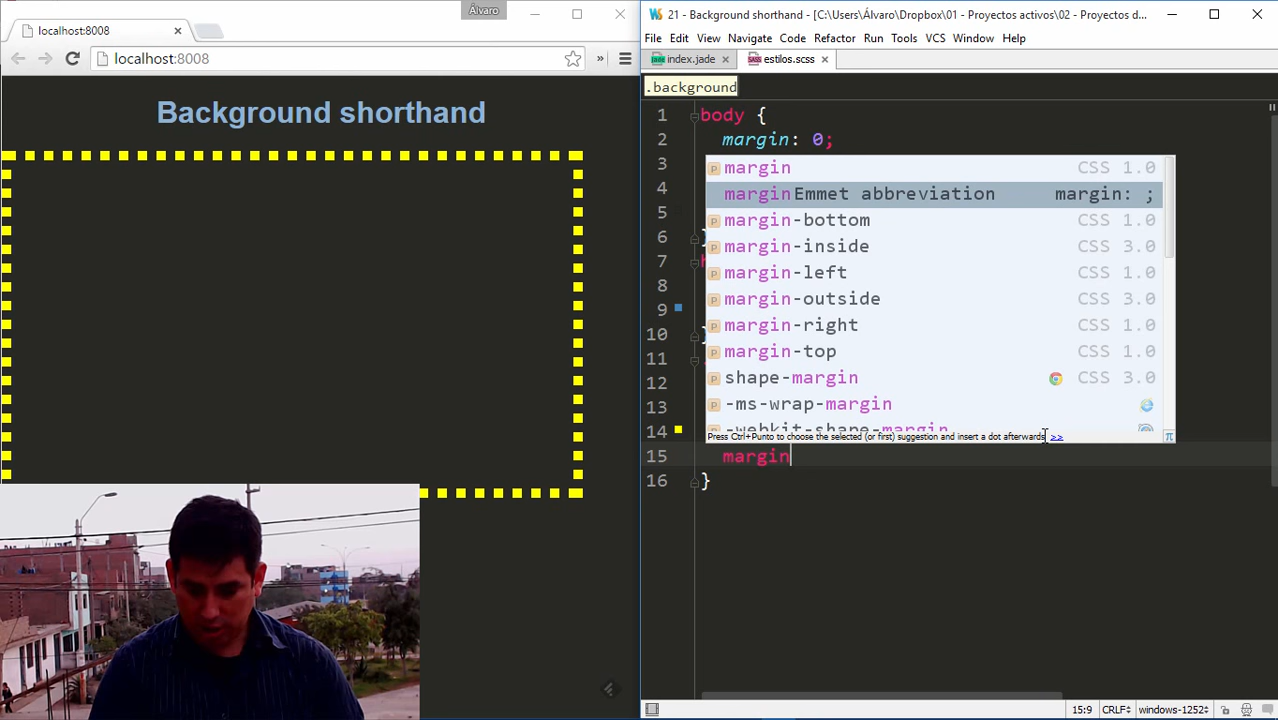 Álvaro
localhost:8008
localhost:8008
Background shorthand
21 - Background shorthand - [C:\Users\Álvaro\Dropbox\01 - Proyectos activos\02 - Proyectos d...
File Edit View Navigate Code Refactor Run Tools VCS Window Help
index.jade estilos.scss
.background
1 body {
2 margin: 0;
3 margin CSS 1.0
4 margin Emmet abbreviation margin: ;
5 margin-bottom CSS 1.0
6 } margin-inside CSS 3.0
7 margin-left CSS 1.0
8 margin-outside CSS 3.0
9 margin-right CSS 1.0
10 margin-top CSS 1.0
11 shape-margin CSS 3.0
12 -ms-wrap-margin
13 -webkit-shape-margin
14 Press Ctrl+Punto to choose the selected (or first) suggestion and insert a dot afterwards >> π
15 margin
16 }
15:9 CRLF windows-1252